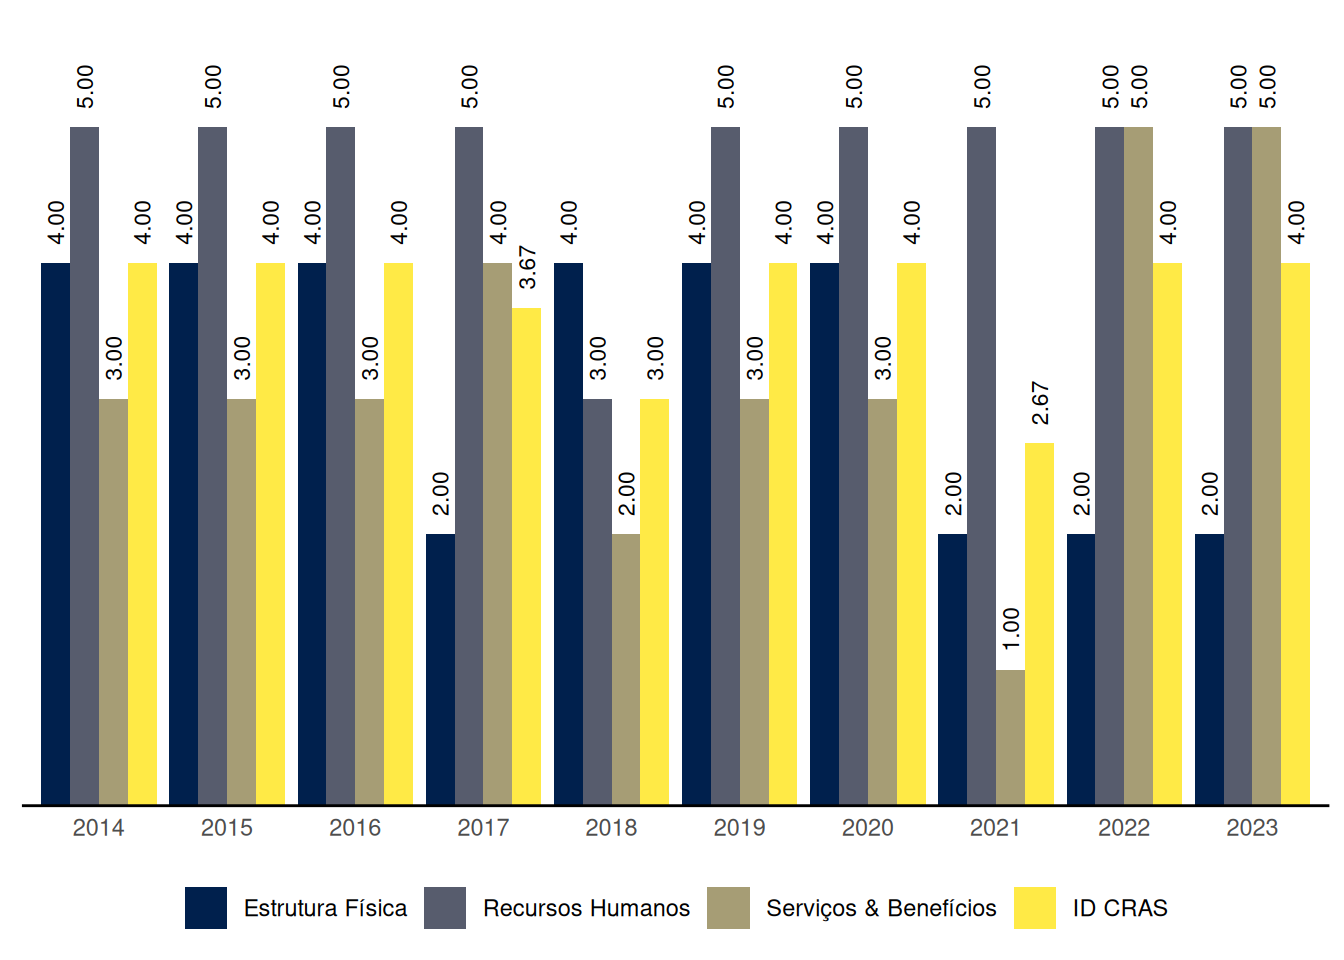 5.00 5.00 5.00 5.00 5.00 5.00 5.00 5.00 5.00 5.00 5.00
4.00 4.00 4.00 4.00 4.00 4.00 4.00 4.00 4.00 4.00 4.00 4.00 4.00 4.00 4.00
3.67
3.00 3.00 3.00 3.00 3.00 3.00 3.00
2.67
2.00 2.00 2.00 2.00 2.00
1.00
2014 2015 2016 2017 2018 2019 2020 2021 2022 2023
Estrutura Física Recursos Humanos Serviços & Benefícios ID CRAS